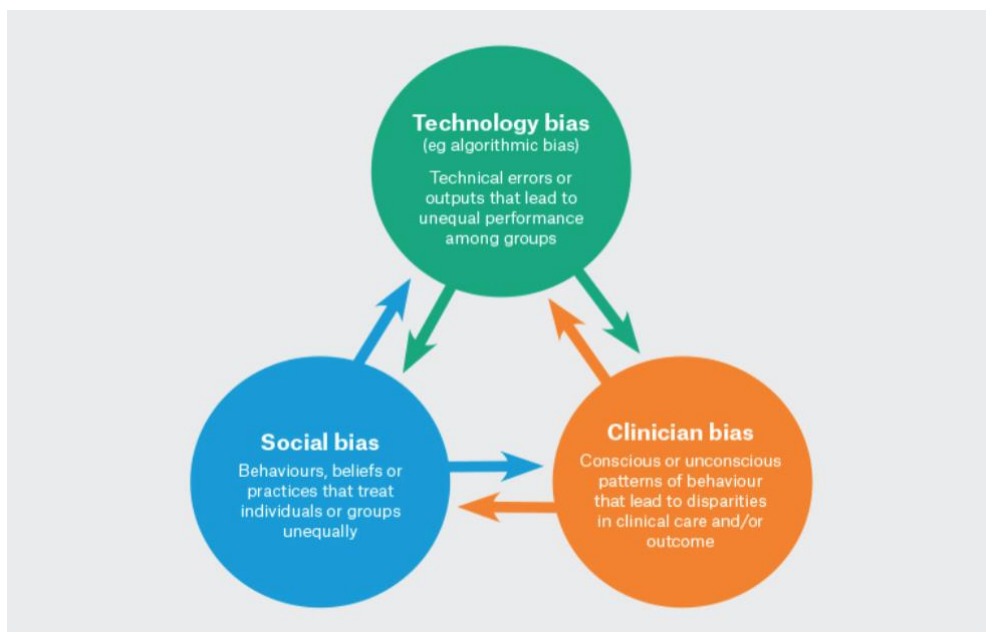 Technology bias
(eg algorithmic bias)
Technical errors or
outputs that lead to
unequal performance
among groups
Social bias
Behaviours, beliefs or
practices that treat
individuals or groups
unequally
Clinician bias
Conscious or unconscious
patterns of behaviour
that lead to disparities
in clinical care and/or
outcome